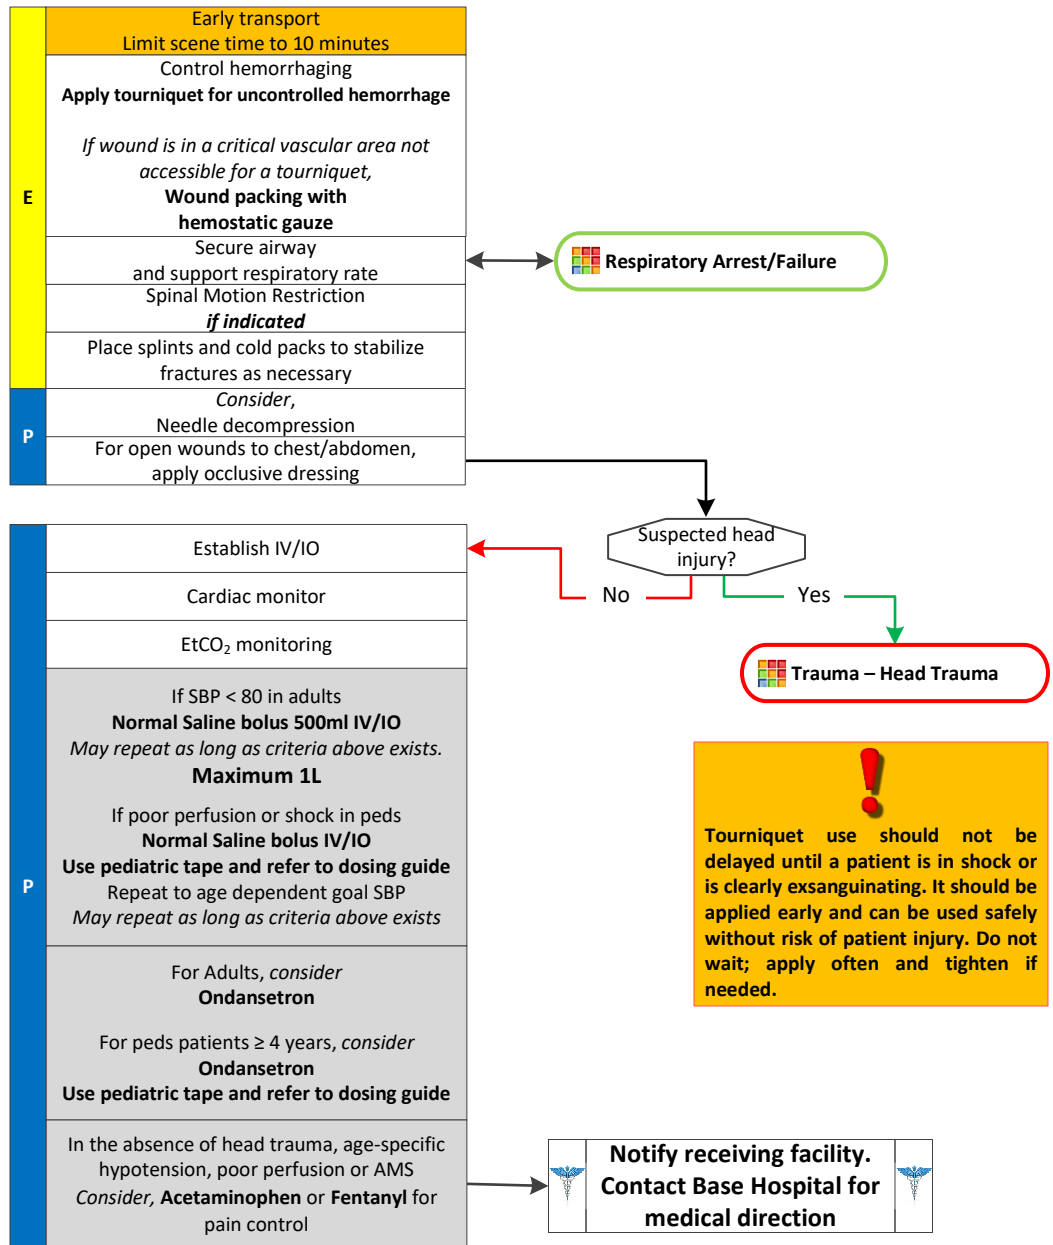 Early transport
Limit scene time to 10 minutes
E
Control hemorrhaging
Apply tourniquet for uncontrolled hemorrhage
If wound is in a critical vascular area not
accessible for a tourniquet,
Wound packing with
hemostatic gauze
Secure airway
and support respiratory rate
Respiratory Arrest/Failure
Spinal Motion Restriction
if indicated
Place splints and cold packs to stabilize
fractures as necessary
P
Consider,
Needle decompression
For open wounds to chest/abdomen,
apply occlusive dressing
Suspected head
injury?
No
Yes
Trauma – Head Trauma
P
Establish IV/IO
Cardiac monitor
EtCO₂ monitoring
If SBP < 80 in adults
Normal Saline bolus 500ml IV/IO
May repeat as long as criteria above exists.
Maximum 1L
If poor perfusion or shock in peds
Normal Saline bolus IV/IO
Use pediatric tape and refer to dosing guide
Repeat to age dependent goal SBP
May repeat as long as criteria above exists
Tourniquet use should not be
delayed until a patient is in shock or
is clearly exsanguinating. It should be
applied early and can be used safely
without risk of patient injury. Do not
wait; apply often and tighten if
needed.
For Adults, consider
Ondansetron
For peds patients ≥ 4 years, consider
Ondansetron
Use pediatric tape and refer to dosing guide
In the absence of head trauma, age-specific
hypotension, poor perfusion or AMS
Consider, Acetaminophen or Fentanyl for
pain control
Notify receiving facility.
Contact Base Hospital for
medical direction